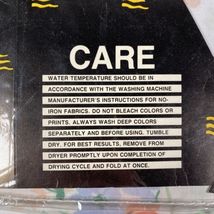 CARE
WATER TEMPERATURE SHOULD BE IN
ACCORDANCE WITH THE WASHING MACHINE
MANUFACTURER'S INSTRUCTIONS FOR NO-
IRON FABRICS. DO NOT BLEACH COLORS OR
PRINTS. ALWAYS WASH DEEP COLORS
SEPARATELY AND BEFORE USING. TUMBLE
DRY. FOR BEST RESULTS, REMOVE FROM
DRYER PROMPTLY UPON COMPLETION OF
DRYING CYCLE AND FOLD AT ONCE.